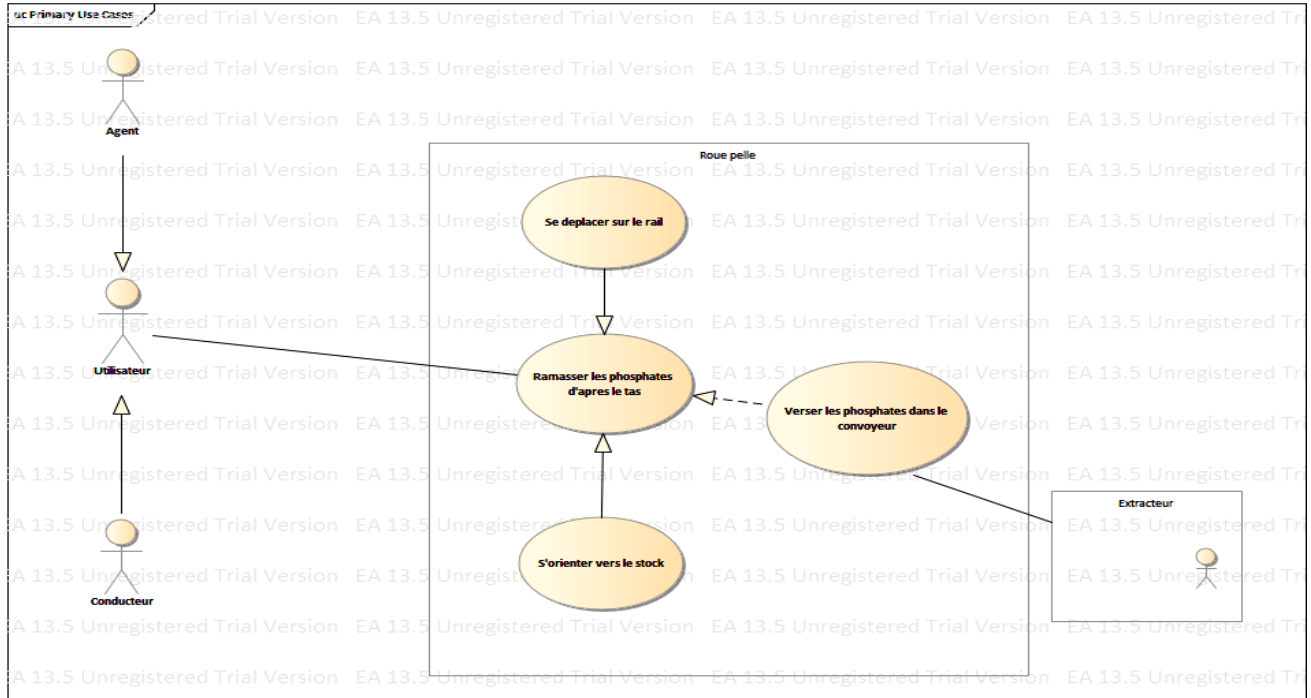 uc Primary Use Cases
EA 13.5 Unregistered Trial Version
Agent
Roue pelle
Se deplacer sur le rail
Utilisateur
Ramasser les phosphates
d'apres le tas
Verser les phosphates dans le
convoyeur
Extracteur
S'orienter vers le stock
Conducteur